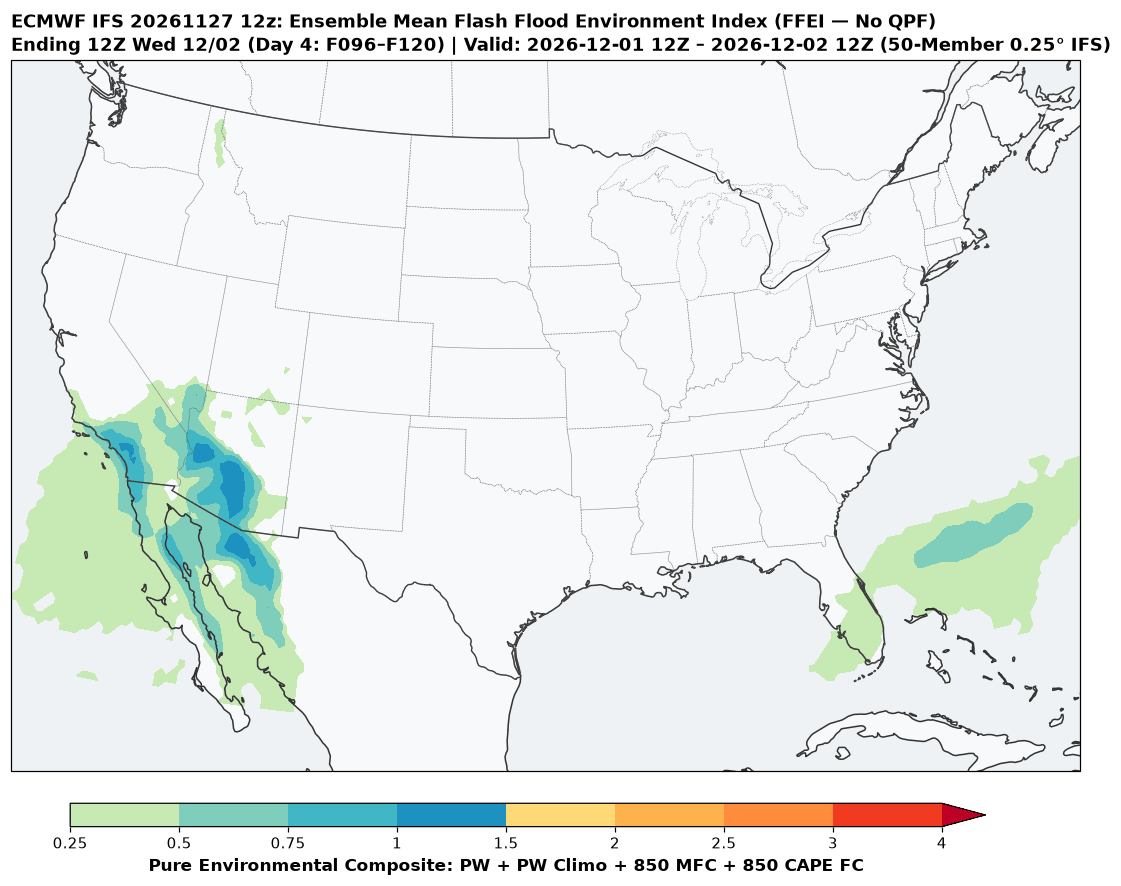 ECMWF IFS 20261127 12z: Ensemble Mean Flash Flood Environment Index (FFEI — No QPF)
Ending 12Z Wed 12/02 (Day 4: F096–F120) | Valid: 2026-12-01 12Z – 2026-12-02 12Z (50-Member 0.25° IFS)
0.25 0.5 0.75 1 1.5 2 2.5 3 4
Pure Environmental Composite: PW + PW Climo + 850 MFC + 850 CAPE FC